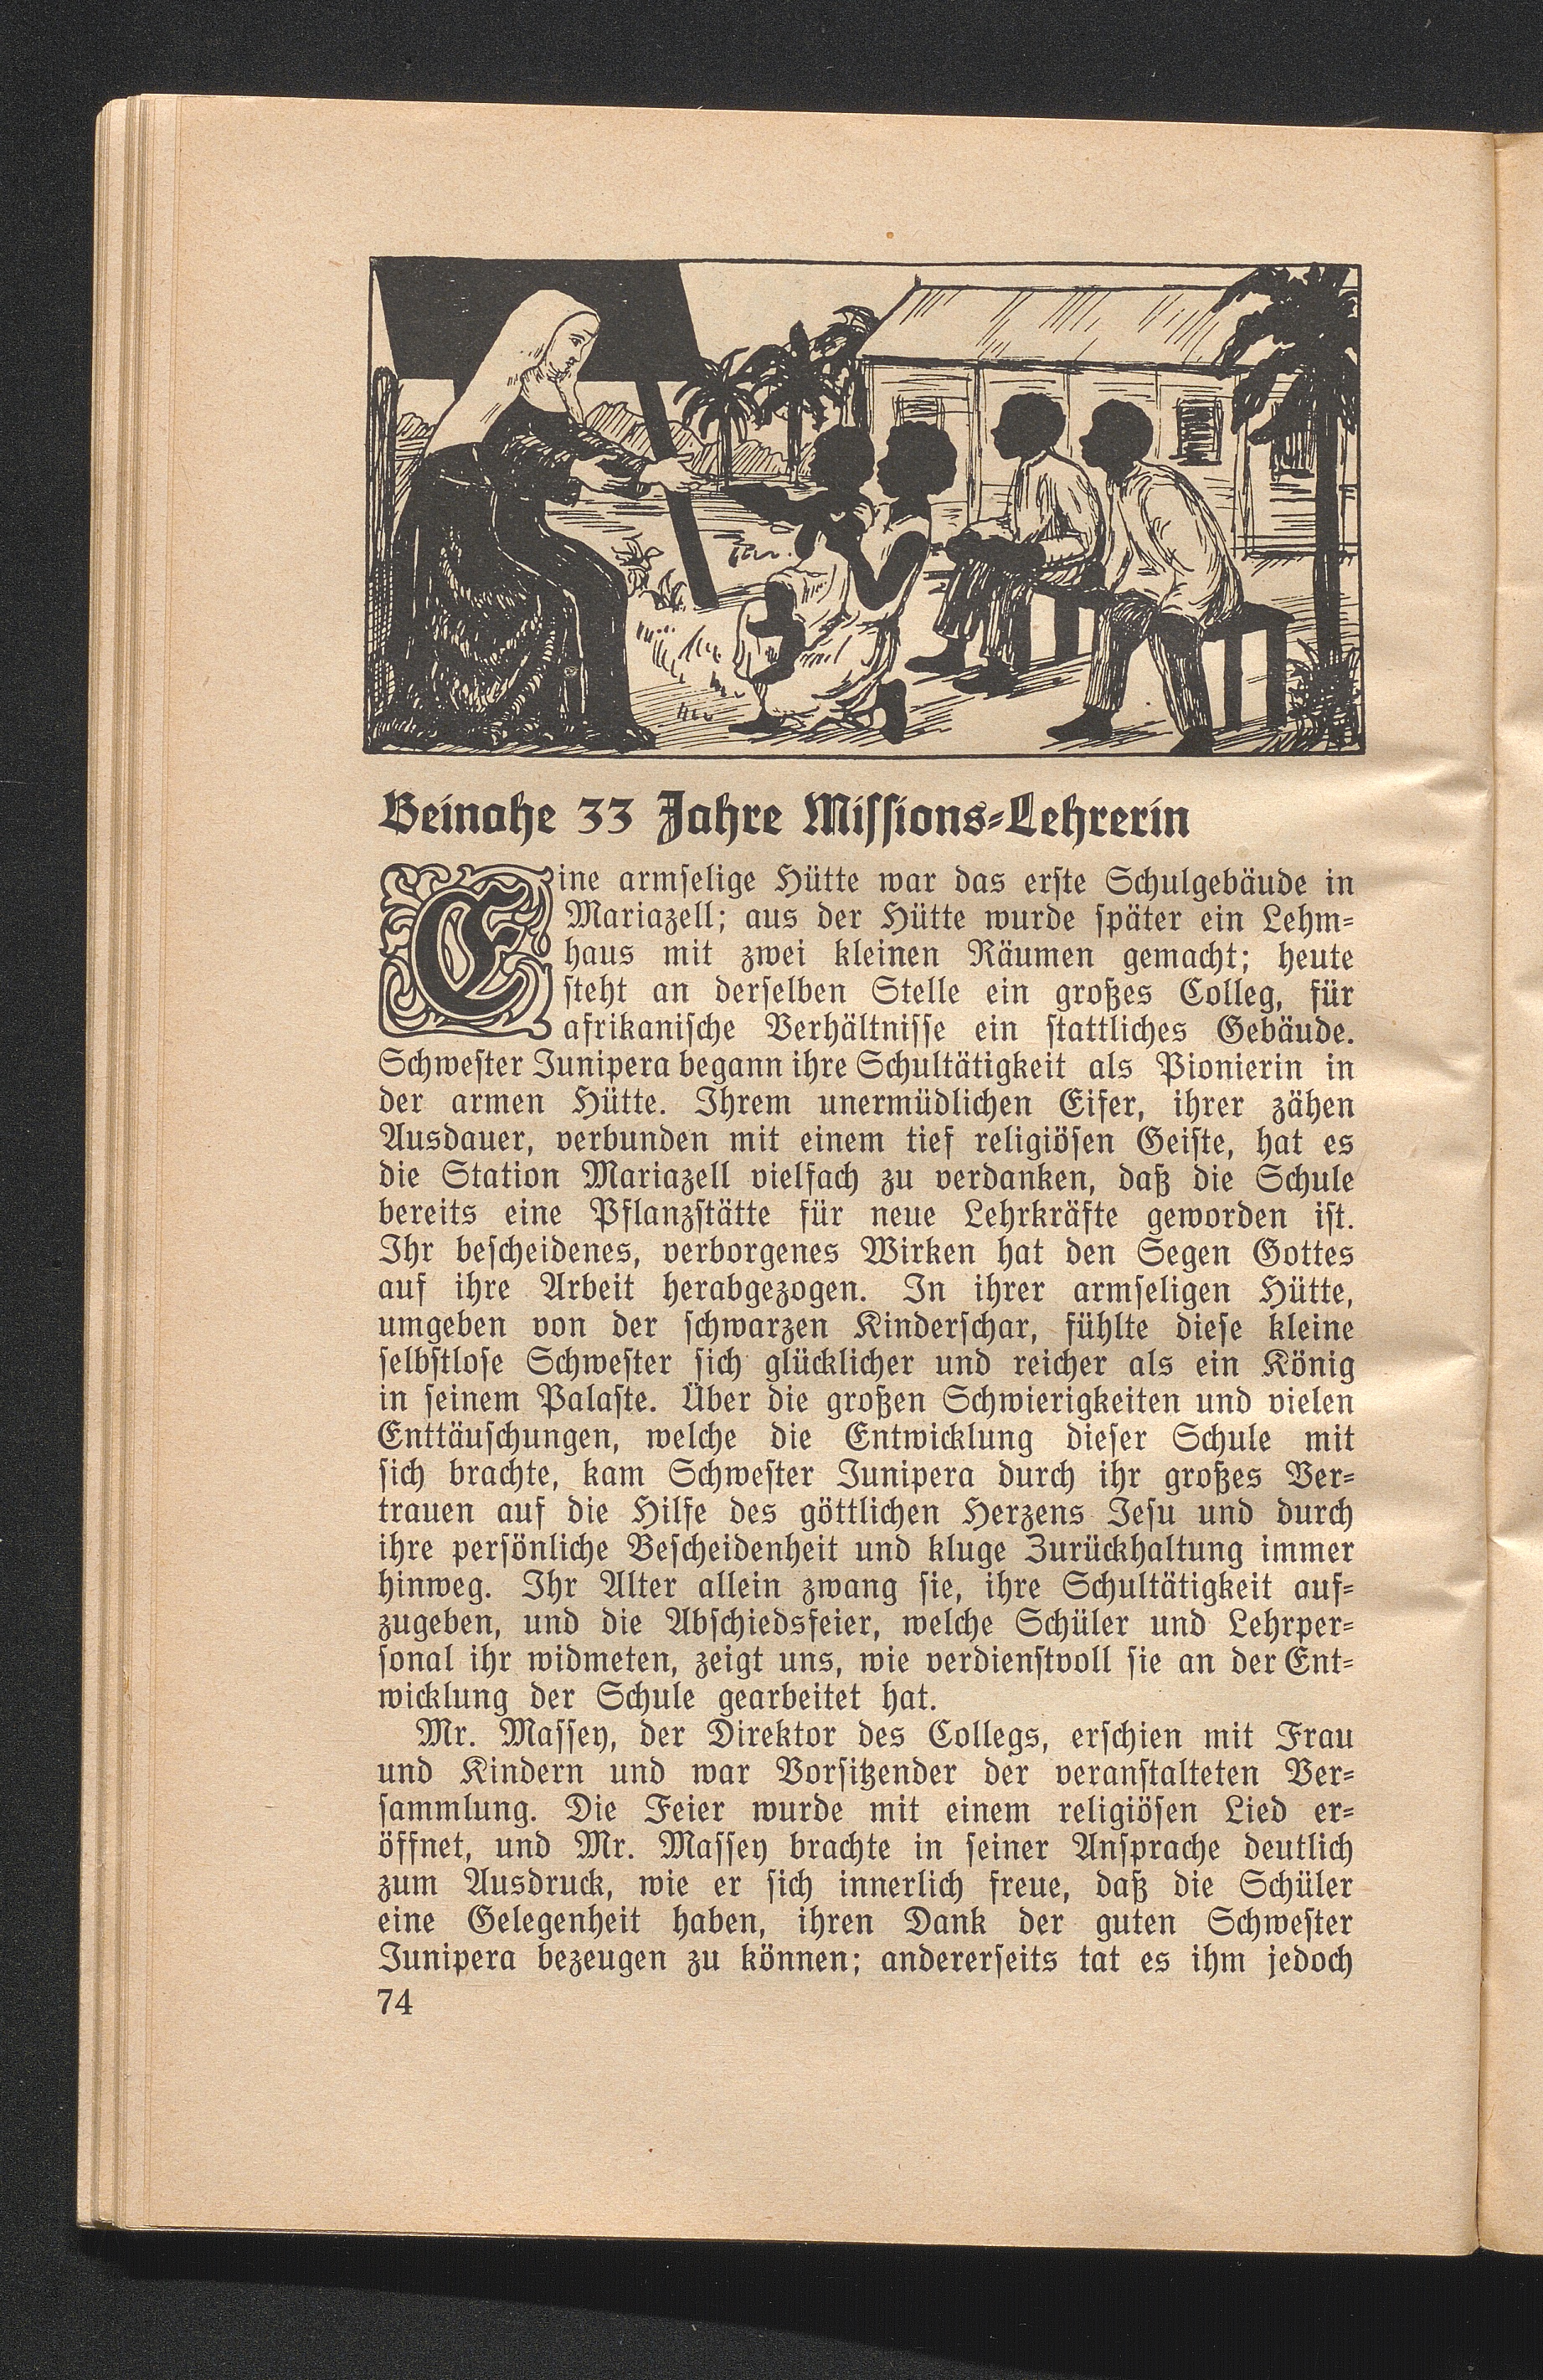 Beinahe 33 Jahre Missions-Lehrerin
Eine armselige Hütte war das erste Schulgebäude in
Mariazell; aus der Hütte wurde später ein Lehm-
haus mit zwei kleinen Räumen gemacht; heute
steht an derselben Stelle ein großes Colleg, für
afrikanische Verhältnisse ein stattliches Gebäude.
Schwester Junipera begann ihre Schultätigkeit als Pionierin in
der armen Hütte. Ihrem unermüdlichen Eifer, ihrer zähen
Ausdauer, verbunden mit einem tief religiösen Geiste, hat es
die Station Mariazell vielfach zu verdanken, daß die Schule
bereits eine Pflanzstätte für neue Lehrkräfte geworden ist.
Ihr bescheidenes, verborgenes Wirken hat den Segen Gottes
auf ihre Arbeit herabgezogen. In ihrer armseligen Hütte,
umgeben von der schwarzen Kinderschar, fühlte diese kleine
selbstlose Schwester sich glücklicher und reicher als ein König
in seinem Palaste. Über die großen Schwierigkeiten und vielen
Enttäuschungen, welche die Entwicklung dieser Schule mit
sich brachte, kam Schwester Junipera durch ihr großes Ver-
trauen auf die Hilfe des göttlichen Herzens Jesu und durch
ihre persönliche Bescheidenheit und kluge Zurückhaltung immer
hinweg. Ihr Alter allein zwang sie, ihre Schultätigkeit auf-
zugeben, und die Abschiedsfeier, welche Schüler und Lehrper-
sonal ihr widmeten, zeigt uns, wie verdienstvoll sie an der Ent-
wicklung der Schule gearbeitet hat.
Mr. Massey, der Direktor des Collegs, erschien mit Frau
und Kindern und war Vorsitzender der veranstalteten Ver-
sammlung. Die Feier wurde mit einem religiösen Lied er-
öffnet, und Mr. Massey brachte in seiner Ansprache deutlich
zum Ausdruck, wie er sich innerlich freue, daß die Schüler
eine Gelegenheit haben, ihren Dank der guten Schwester
Junipera bezeugen zu können; andererseits tat es ihm jedoch
74